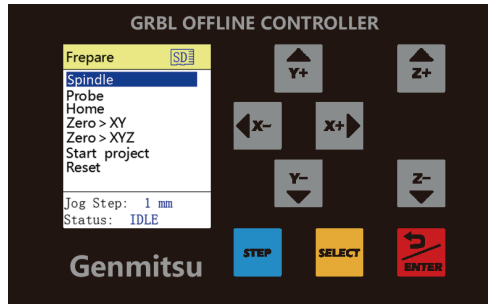 GRBL OFFLINE CONTROLLER
Frepare SD
Spindle
Probe
Home
Zero > XY
Zero > XYZ
Start project
Reset
Jog Step: 1 mm
Status: IDLE
Y+
Z+
X-
X+
Y-
Z-
STEP
SELECT
ENTER
Genmitsu